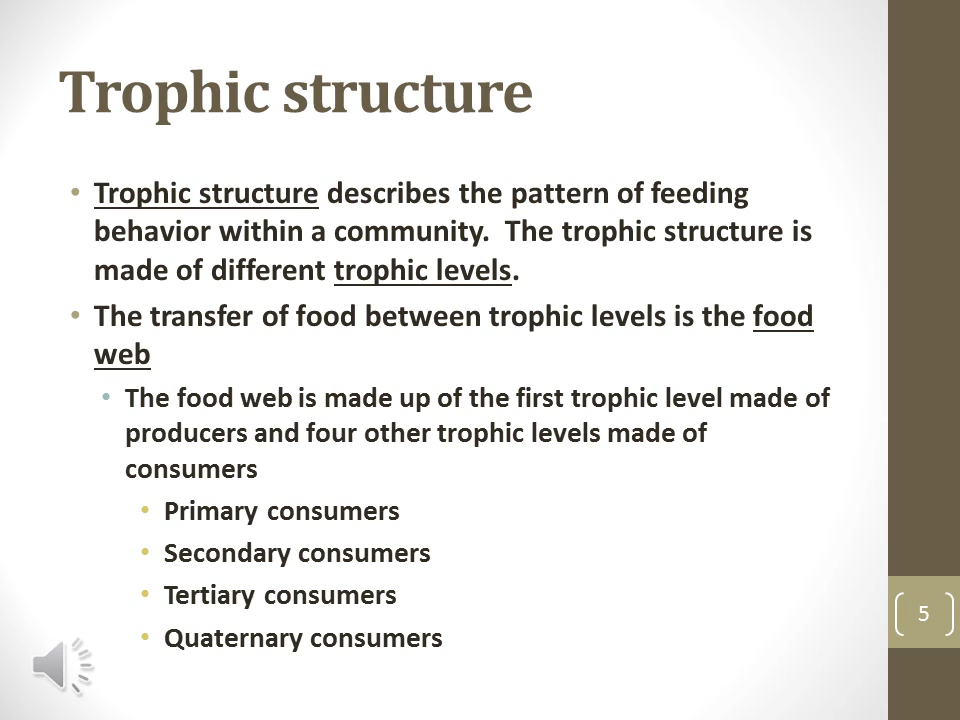 Trophic structure
• Trophic structure describes the pattern of feeding
behavior within a community.  The trophic structure is
made of different trophic levels.
• The transfer of food between trophic levels is the food
web
• The food web is made up of the first trophic level made of
producers and four other trophic levels made of
consumers
• Primary consumers
• Secondary consumers
• Tertiary consumers
• Quaternary consumers
5